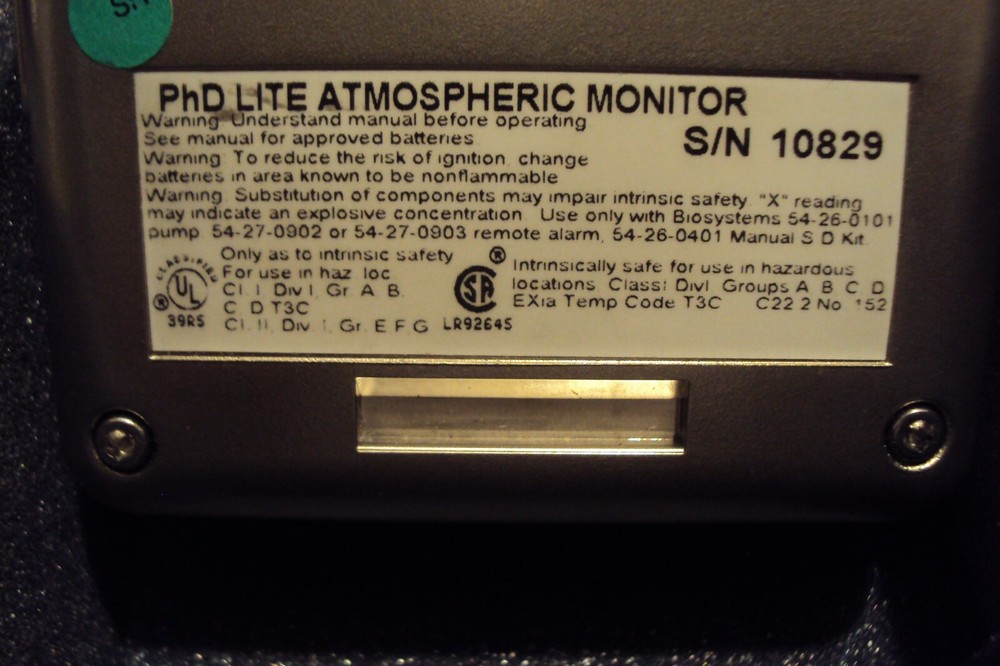 S.
PhD LITE ATMOSPHERIC MONITOR
Warning Understand manual before operating
See manual for approved batteries
S/N 10829
Warning To reduce the risk of ignition change
batteries in area known to be nonflammable
Warning Substitution of components may impair intrinsic safety "X" reading
may indicate an explosive concentration Use only with Biosystems 54-26-0101
pump 54-27-0902 or 54-27-0903 remote alarm, 54-26-0401 Manual S D Kit
CLASSIFIED
UL
®
39R5
Only as to intrinsic safety
For use in haz loc
Cl. I Div I, Gr. A B.
C D T3C
Cl. II, Div I, Gr. E F G
®
SA
LR92645
Intrinsically safe for use in hazardous
locations Class I Div I Groups A B C D
EXia Temp Code T3C C22 2 No 152